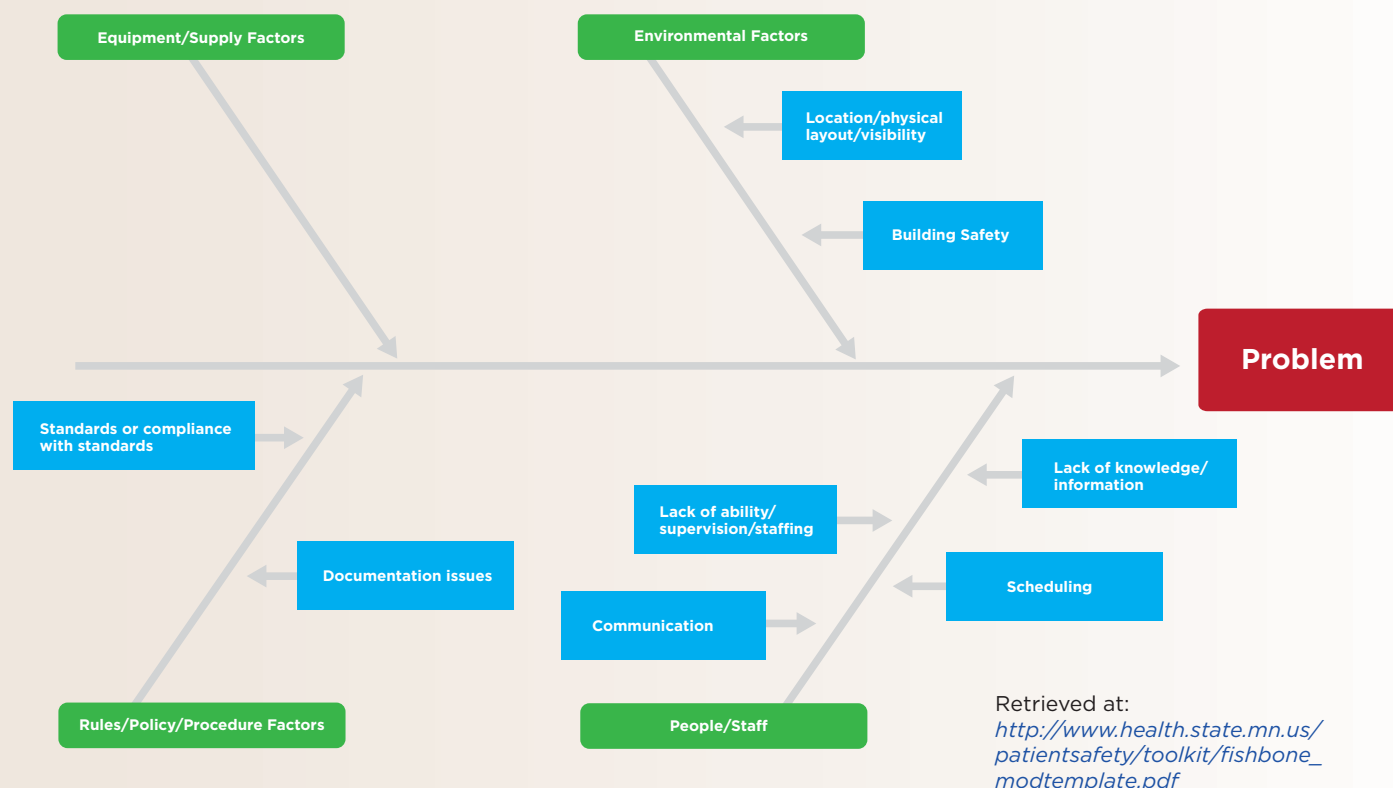 Equipment/Supply Factors
Environmental Factors
Location/physical
layout/visibility
Building Safety
Problem
Standards or compliance
with standards
Lack of knowledge/
information
Lack of ability/
supervision/staffing
Documentation issues
Scheduling
Communication
Rules/Policy/Procedure Factors
People/Staff
Retrieved at:
http://www.health.state.mn.us/
patientsafety/toolkit/fishbone_
modtemplate.pdf